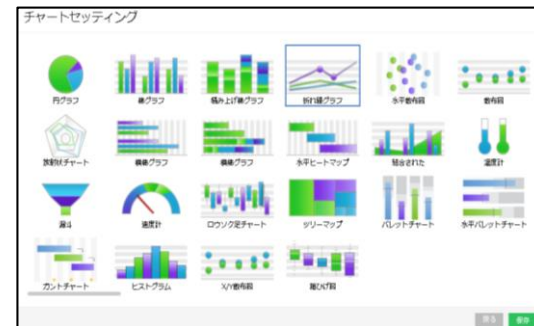 チャートセッティング
円グラフ
棒グラフ
積み上げ棒グラフ
折れ線グラフ
水平散布図
散布図
放射状チャート
横棒グラフ
横棒グラフ
水平ヒートマップ
結合された
温度計
漏斗
速度計
ロウソク足チャート
ツリーマップ
バレットチャート
水平バレットチャート
ガントチャート
ヒストグラム
X/Y散布図
箱ひげ図
戻る
保存